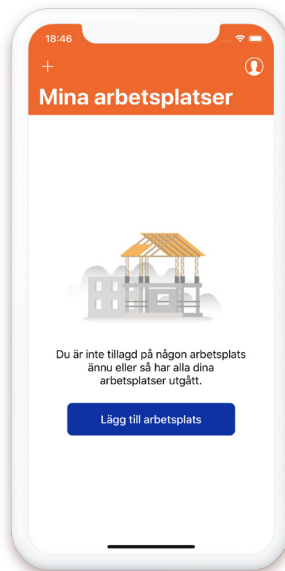 18:46
Mina arbetsplatser
Du är inte tillagd på någon arbetsplats
ännu eller så har alla dina
arbetsplatser utgått.
Lägg till arbetsplats